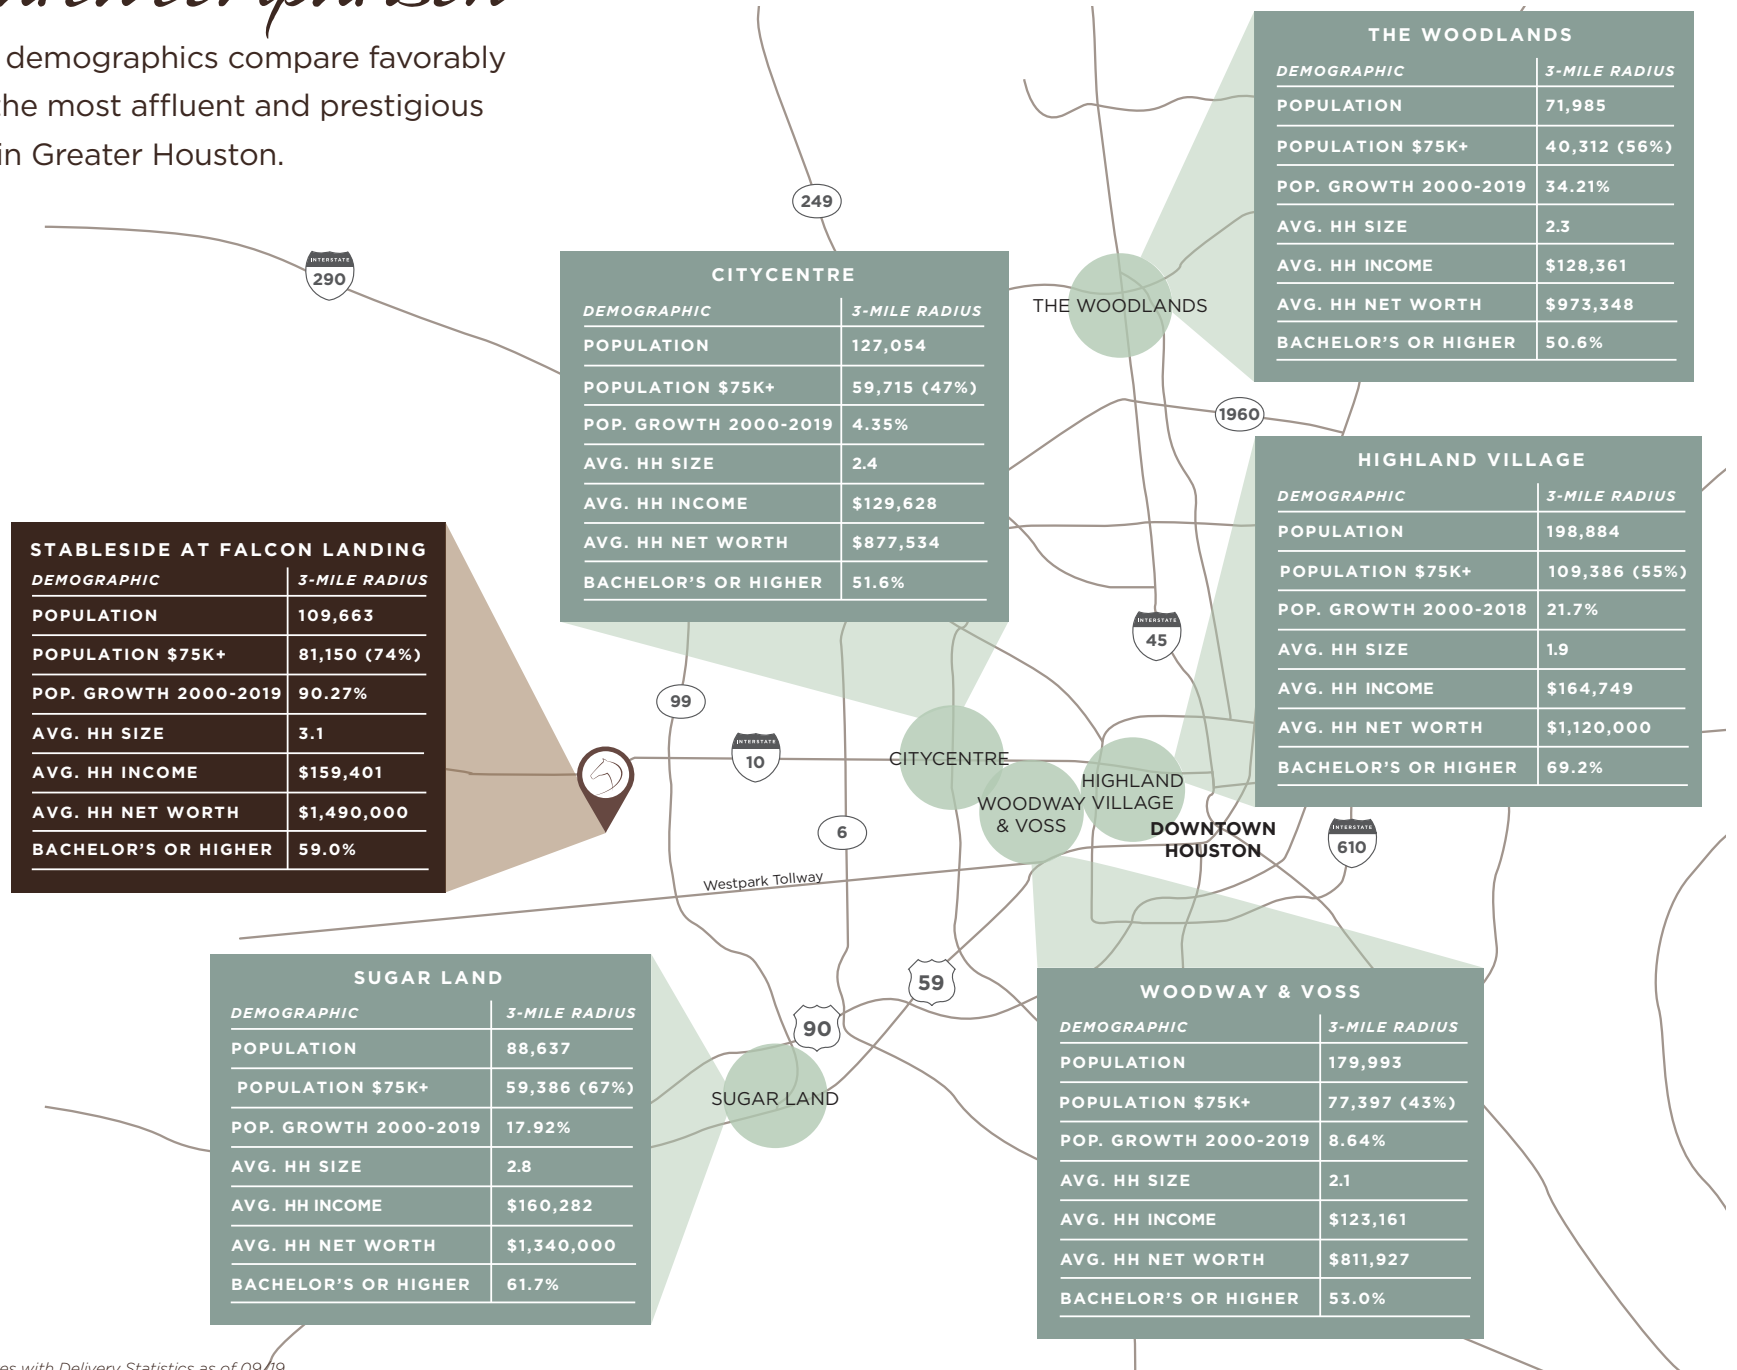 demographics compare favorably
the most affluent and prestigious
in Greater Houston.
THE WOODLANDS
DEMOGRAPHIC 3-MILE RADIUS
POPULATION 71,985
POPULATION $75K+ 40,312 (56%)
POP. GROWTH 2000-2019 34.21%
AVG. HH SIZE 2.3
AVG. HH INCOME $128,361
AVG. HH NET WORTH $973,348
BACHELOR'S OR HIGHER 50.6%
249
INTERSTATE
290
CITYCENTRE
DEMOGRAPHIC 3-MILE RADIUS
POPULATION 127,054
POPULATION $75K+ 59,715 (47%)
POP. GROWTH 2000-2019 4.35%
AVG. HH SIZE 2.4
AVG. HH INCOME $129,628
AVG. HH NET WORTH $877,534
BACHELOR'S OR HIGHER 51.6%
THE WOODLANDS
1960
HIGHLAND VILLAGE
DEMOGRAPHIC 3-MILE RADIUS
POPULATION 198,884
POPULATION $75K+ 109,386 (55%)
POP. GROWTH 2000-2018 21.7%
AVG. HH SIZE 1.9
AVG. HH INCOME $164,749
AVG. HH NET WORTH $1,120,000
BACHELOR'S OR HIGHER 69.2%
STABLESIDE AT FALCON LANDING
DEMOGRAPHIC 3-MILE RADIUS
POPULATION 109,663
POPULATION $75K+ 81,150 (74%)
POP. GROWTH 2000-2019 90.27%
AVG. HH SIZE 3.1
AVG. HH INCOME $159,401
AVG. HH NET WORTH $1,490,000
BACHELOR'S OR HIGHER 59.0%
INTERSTATE
45
99
INTERSTATE
10
CITYCENTRE
HIGHLAND
VILLAGE
WOODWAY
& VOSS
DOWNTOWN
HOUSTON
INTERSTATE
610
6
Westpark Tollway
59
90
SUGAR LAND
SUGAR LAND
DEMOGRAPHIC 3-MILE RADIUS
POPULATION 88,637
POPULATION $75K+ 59,386 (67%)
POP. GROWTH 2000-2019 17.92%
AVG. HH SIZE 2.8
AVG. HH INCOME $160,282
AVG. HH NET WORTH $1,340,000
BACHELOR'S OR HIGHER 61.7%
WOODWAY & VOSS
DEMOGRAPHIC 3-MILE RADIUS
POPULATION 179,993
POPULATION $75K+ 77,397 (43%)
POP. GROWTH 2000-2019 8.64%
AVG. HH SIZE 2.1
AVG. HH INCOME $123,161
AVG. HH NET WORTH $811,927
BACHELOR'S OR HIGHER 53.0%
with Delivery Statistics as of 09/19